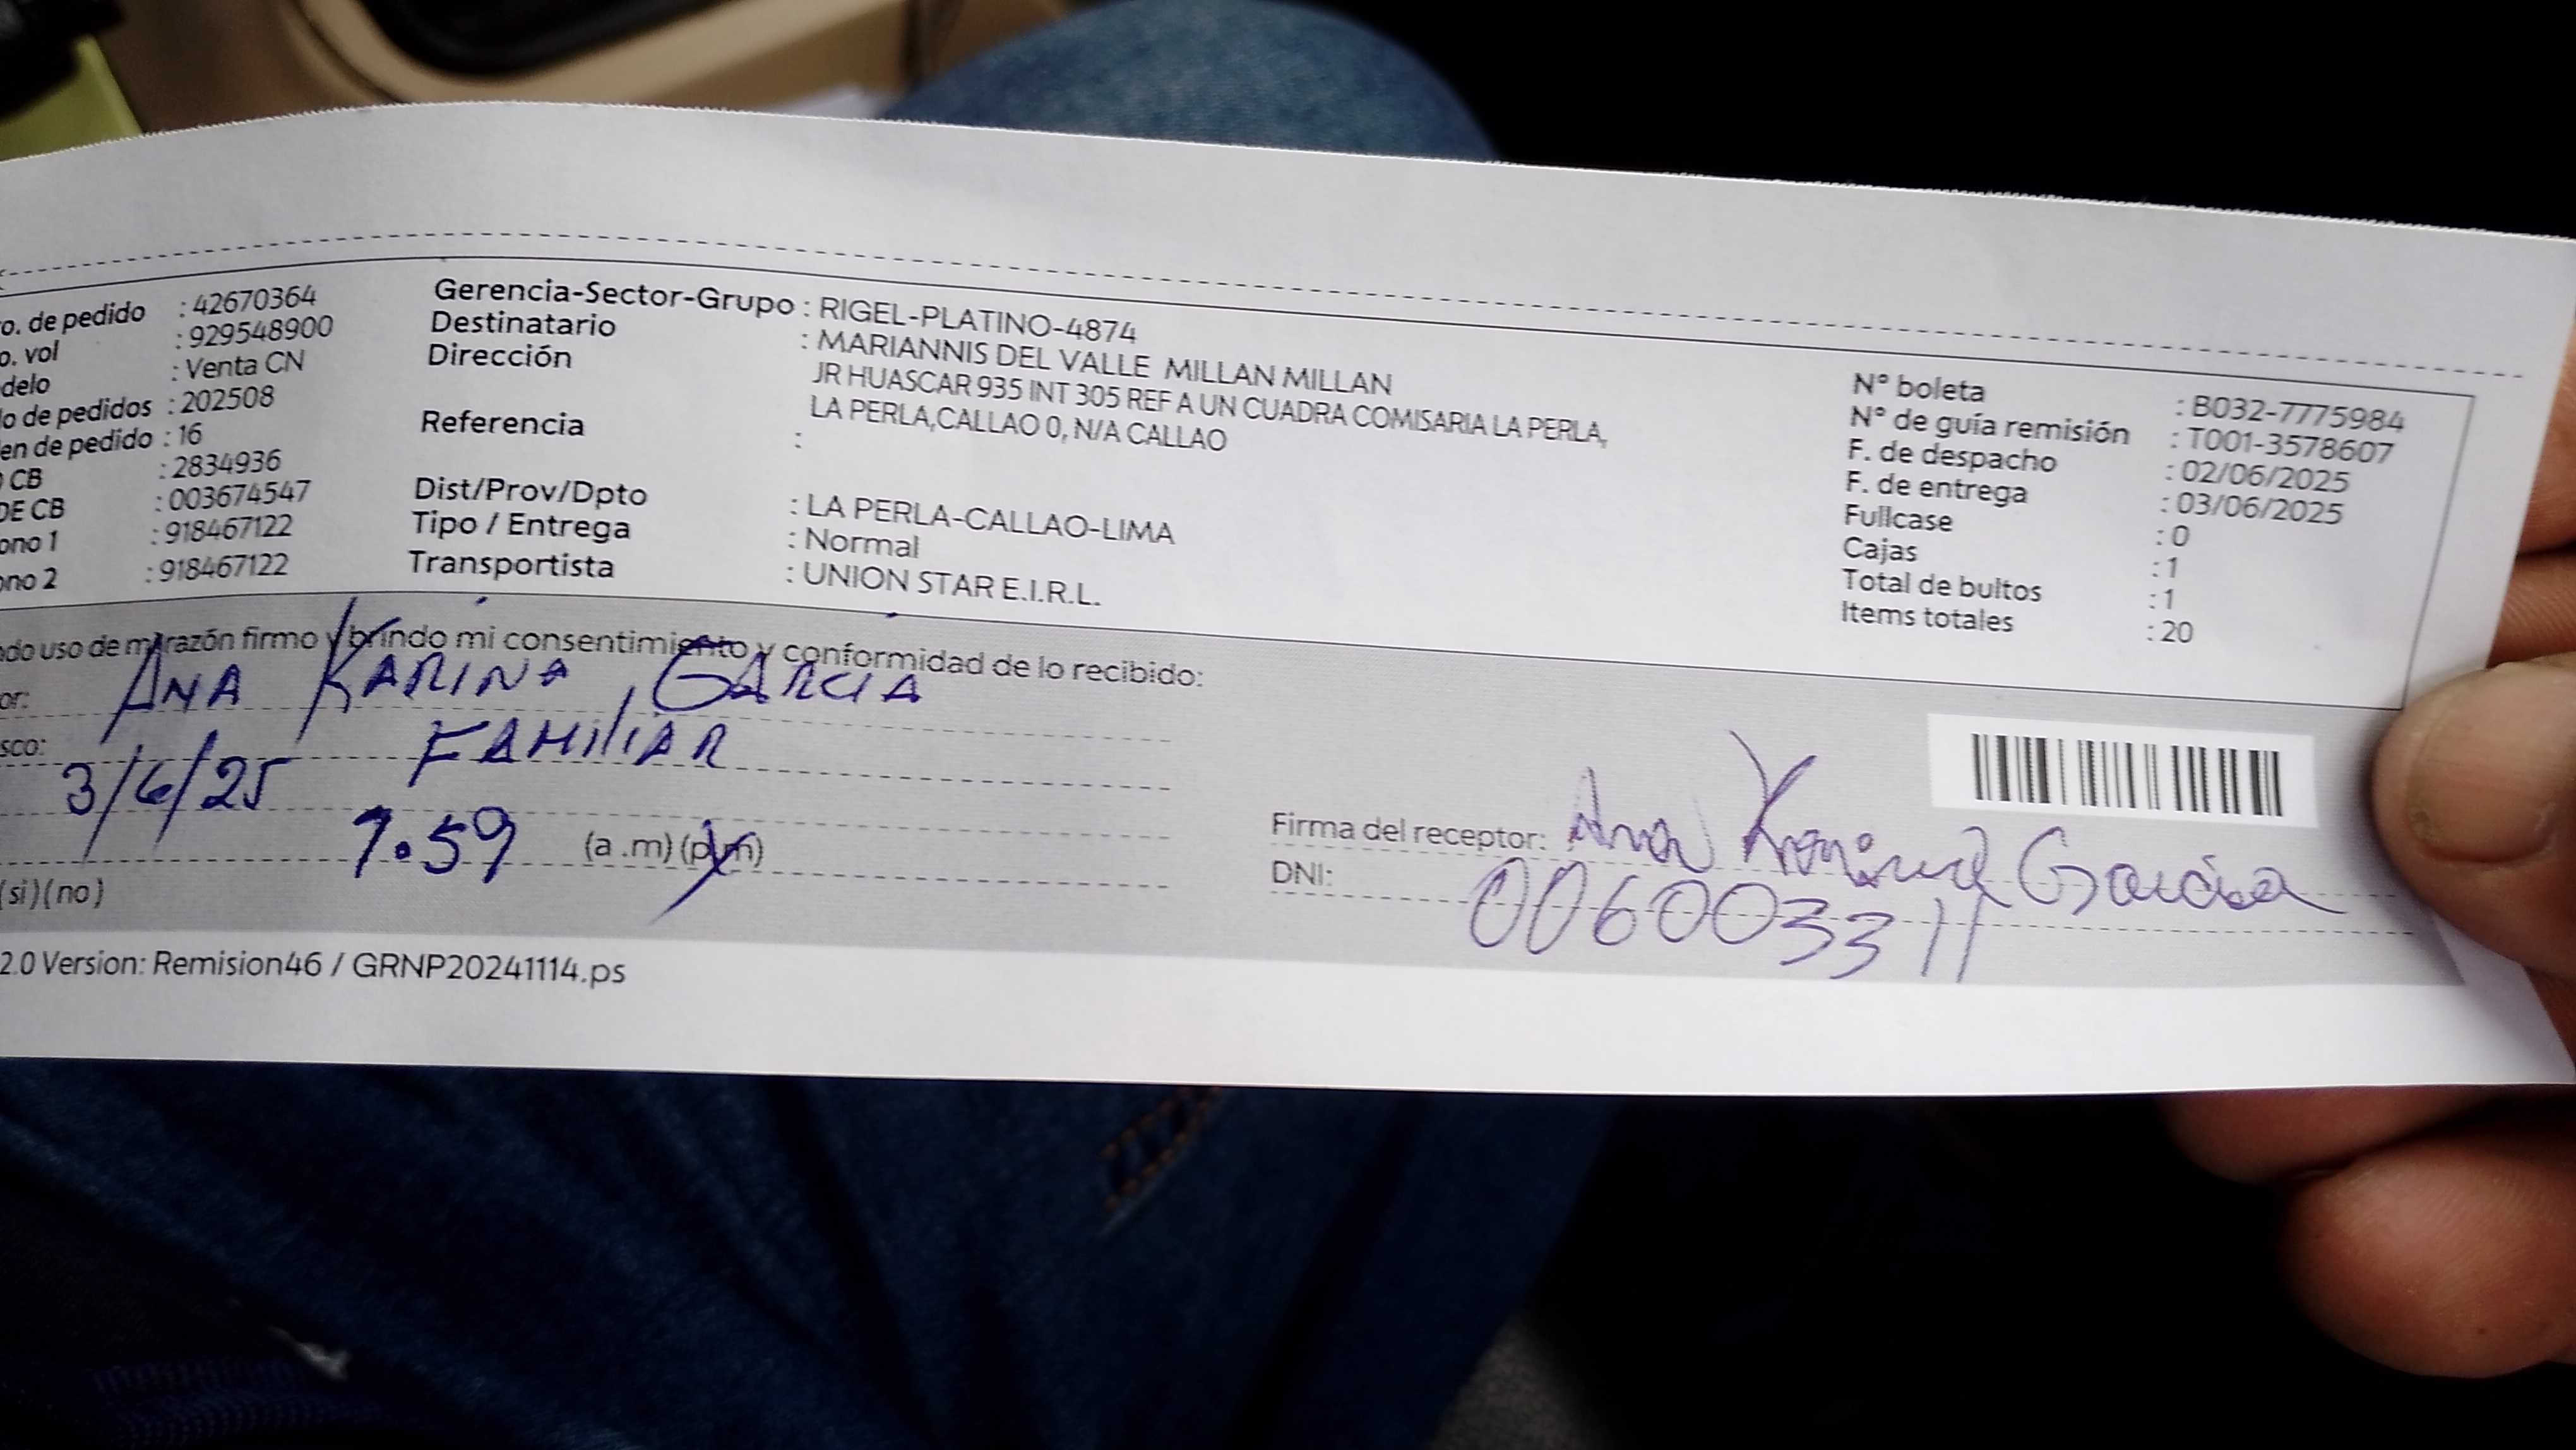 o. de pedido : 42670364
o. vol : 929548900
delo : Venta CN
o de pedidos : 202508
en de pedido : 16
CB : 2834936
DE CB : 003674547
ono 1 : 918467122
ono 2 : 918467122
Gerencia-Sector-Grupo : RIGEL-PLATINO-4874
Destinatario : MARIANNIS DEL VALLE MILLAN MILLAN
Dirección JR HUASCAR 935 INT 305 REF A UN CUADRA COMISARIA LA PERLA,
LA PERLA,CALLAO 0, N/A CALLAO
Referencia :
Dist/Prov/Dpto : LA PERLA-CALLAO-LIMA
Tipo / Entrega : Normal
Transportista : UNION STAR E.I.R.L.
N° boleta : B032-7775984
N° de guía remisión : T001-3578607
F. de despacho : 02/06/2025
F. de entrega : 03/06/2025
Fullcase : 0
Cajas : 1
Total de bultos : 1
Items totales : 20
do uso de mi razón firmo y brindo mi consentimiento y conformidad de lo recibido:
or: ANA KARINA GARCIA
sco: FAMILIAR
3/6/25
7.59 (a .m) (p.m)
(si) (no)
Firma del receptor: Ana Karina Garcia
DNI: 006003311
2.0 Version: Remision46 / GRNP20241114.ps